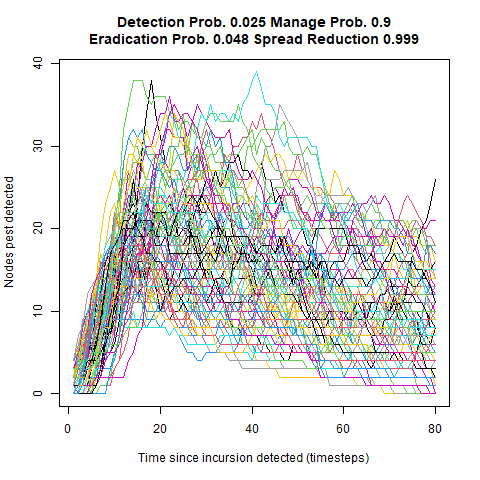 Detection Prob. 0.025 Manage Prob. 0.9
Eradication Prob. 0.048 Spread Reduction 0.999
Nodes pest detected
40
30
20
10
0
0 20 40 60 80
Time since incursion detected (timesteps)